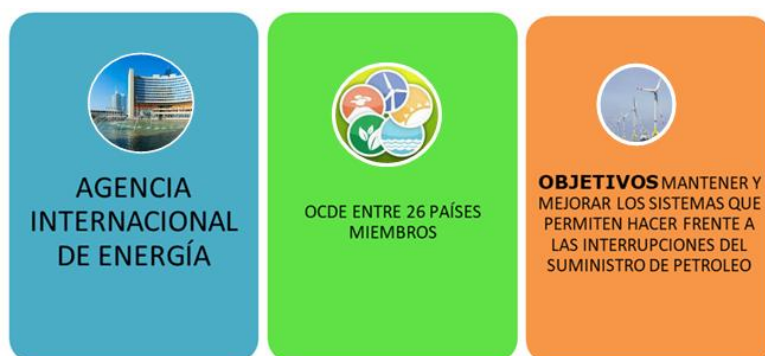 AGENCIA
INTERNACIONAL
DE ENERGÍA
OCDE ENTRE 26 PAÍSES
MIEMBROS
OBJETIVOS MANTENER Y
MEJORAR LOS SISTEMAS QUE
PERMITEN HACER FRENTE A
LAS INTERRUPCIONES DEL
SUMINISTRO DE PETROLEO